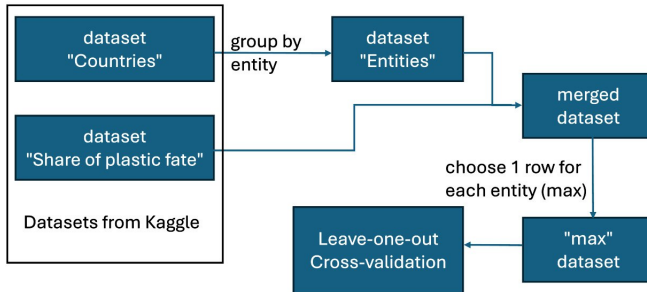 dataset
"Countries"
group by
entity
dataset
"Entities"
dataset
"Share of plastic fate"
merged
dataset
Datasets from Kaggle
choose 1 row for
each entity (max)
"max"
dataset
Leave-one-out
Cross-validation